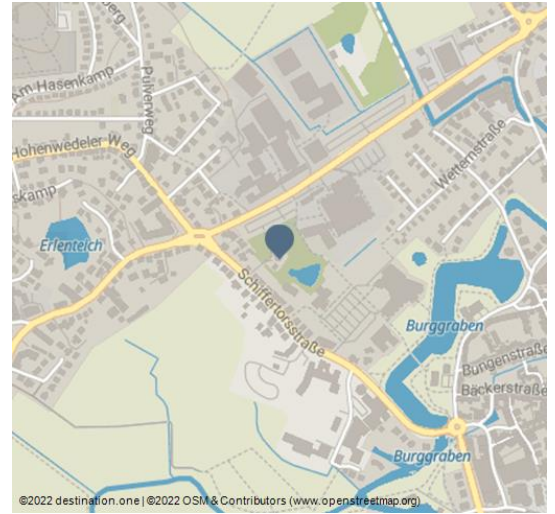 Am Hasenkamp
Pulverweg
Hohenwedeler Weg
Erlenteich
Wetternstraße
Schiffertorsstraße
Burggraben
Bungenstraße
Bäckerstraße
Burggraben
©2022 destination.one | ©2022 OSM & Contributors (www.openstreetmap.org)